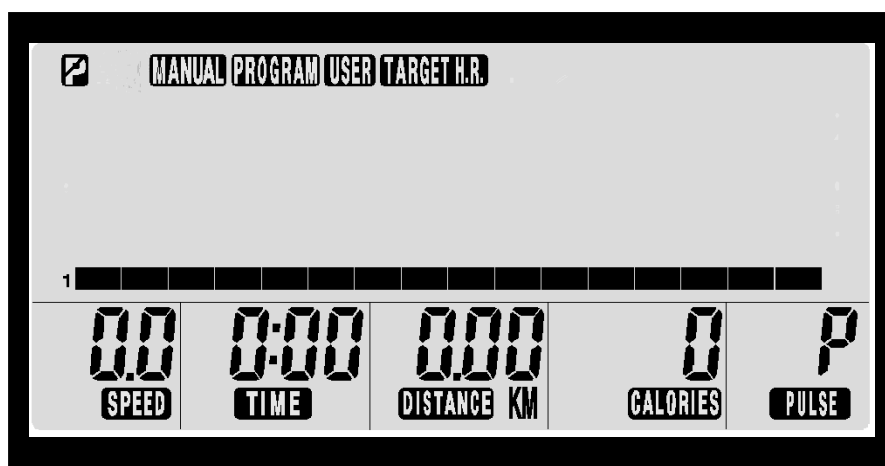 P MANUAL PROGRAM USER TARGET H.R.
1
0.0 0:00 0.00 0 P
SPEED TIME DISTANCE KM CALORIES PULSE